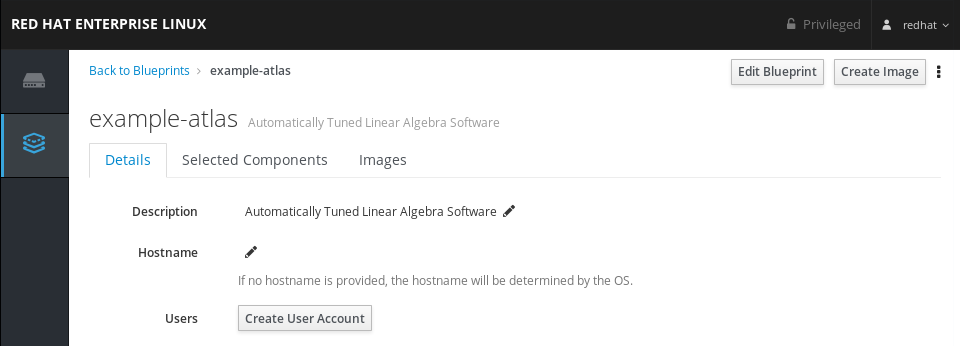 RED HAT ENTERPRISE LINUX Privileged redhat
Back to Blueprints › example-atlas Edit Blueprint Create Image
example-atlas Automatically Tuned Linear Algebra Software
Details Selected Components Images
Description Automatically Tuned Linear Algebra Software
Hostname
If no hostname is provided, the hostname will be determined by the OS.
Users Create User Account